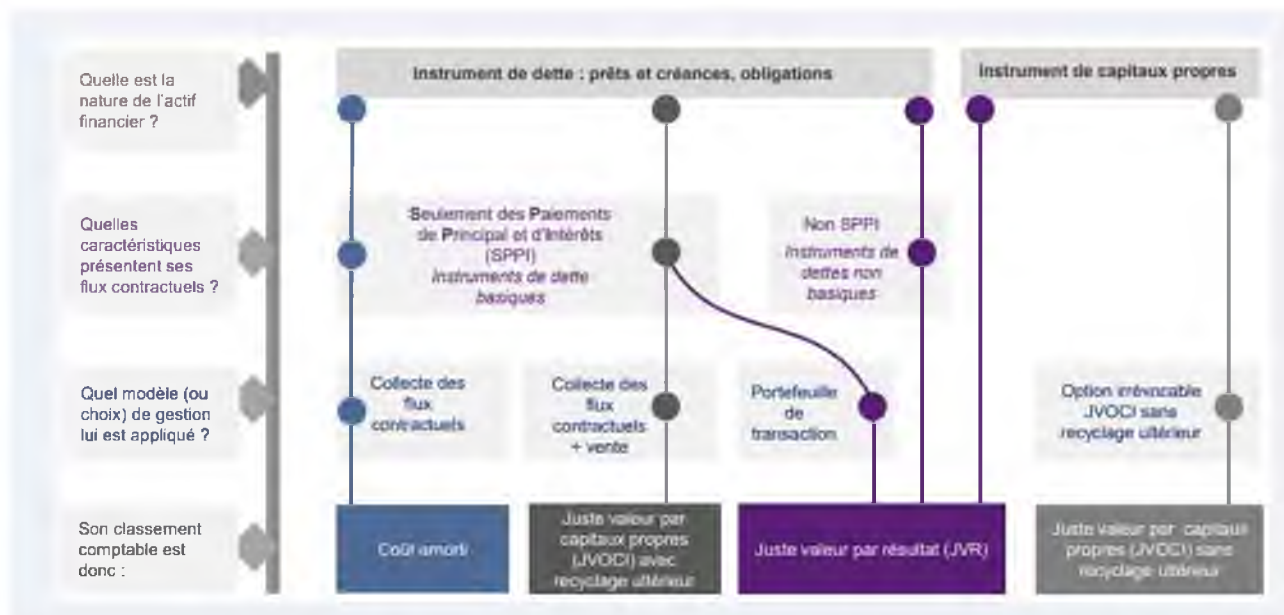 Quelle est la
nature de l'actif
financier ?
Instrument de dette : prêts et créances, obligations
Instrument de capitaux propres
Quelles
caractéristiques
présentent ses
flux contractuels ?
Seulement des Paiements
de Principal et d'Intérêts
(SPPI)
Instruments de dette
basiques
Non SPPI
Instruments de
dettes non
basiques
Quel modèle (ou
choix) de gestion
lui est appliqué ?
Collecte des
flux
contractuels
Collecte des
flux
contractuels
+ vente
Portefeuille
de
transaction
Option irrévocable
JVOCI sans
recyclage ultérieur
Son classement
comptable est
donc :
Coût amorti
Juste valeur par
capitaux propres
(JVOCI) avec
recyclage ultérieur
Juste valeur par résultat (JVR)
Juste valeur par capitaux
propres (JVOCI) sans
recyclage ultérieur